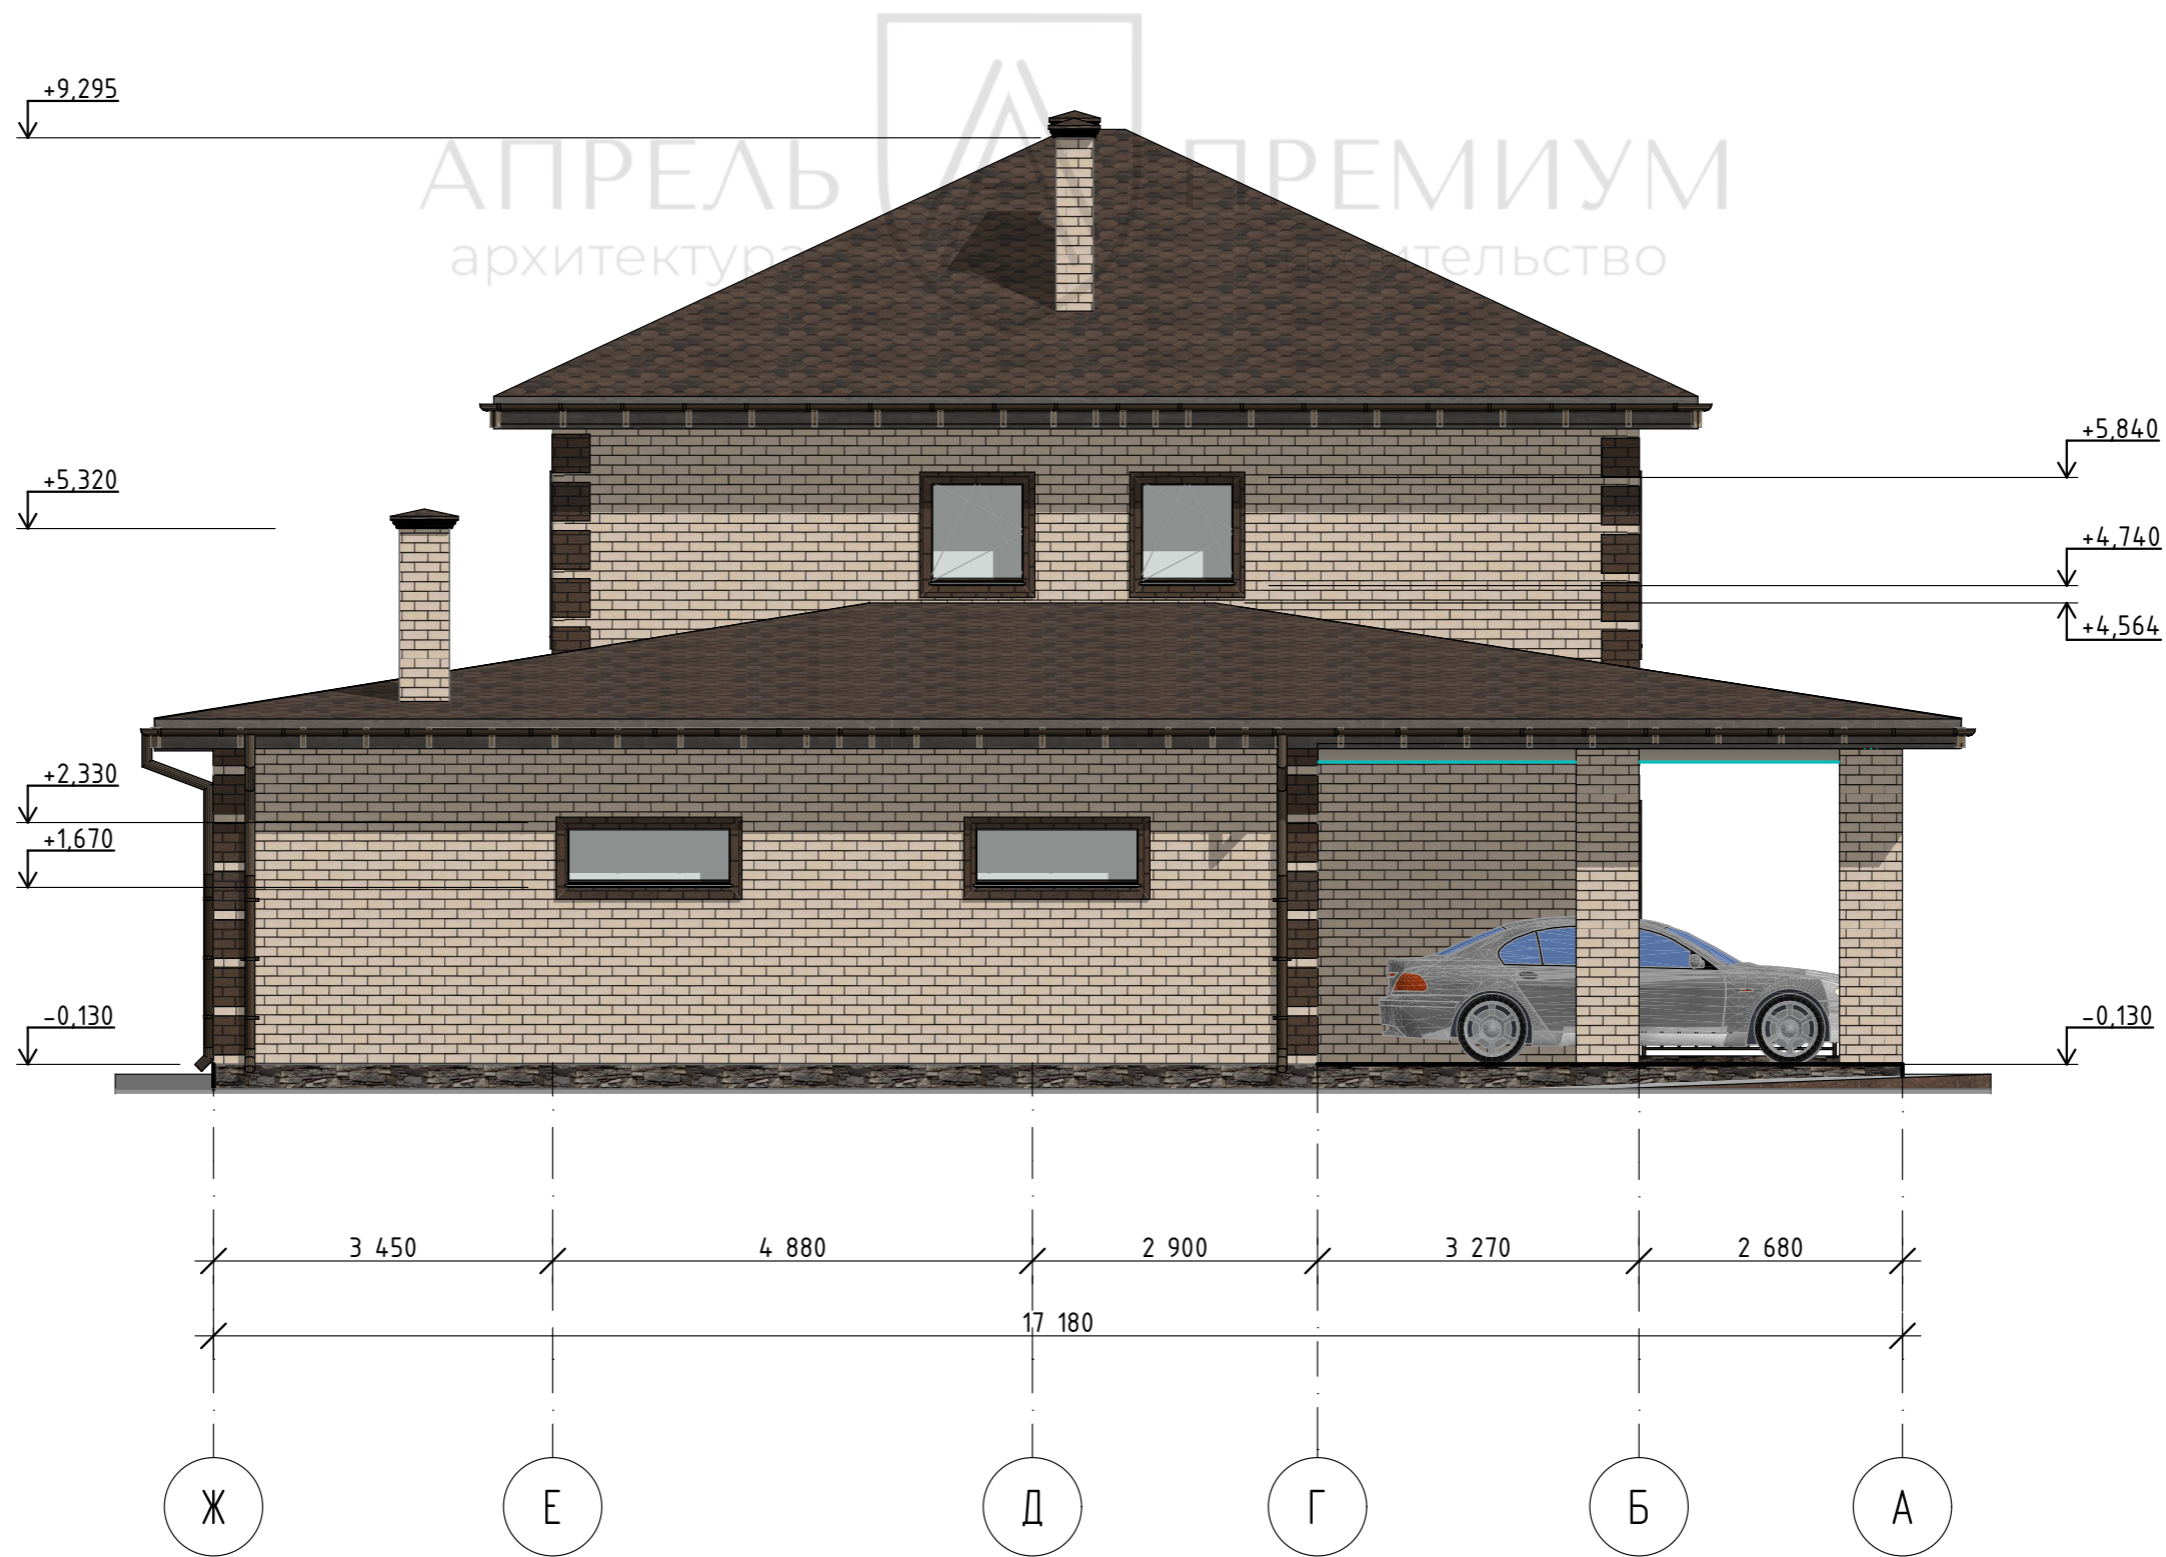 АПРЕЛЬ ПРЕМИУМ
архитектура строительство
+9,295
+5,320
+2,330
+1,670
-0,130
+5,840
+4,740
+4,564
-0,130
3 450 4 880 2 900 3 270 2 680
17 180
Ж Е Д Г Б А